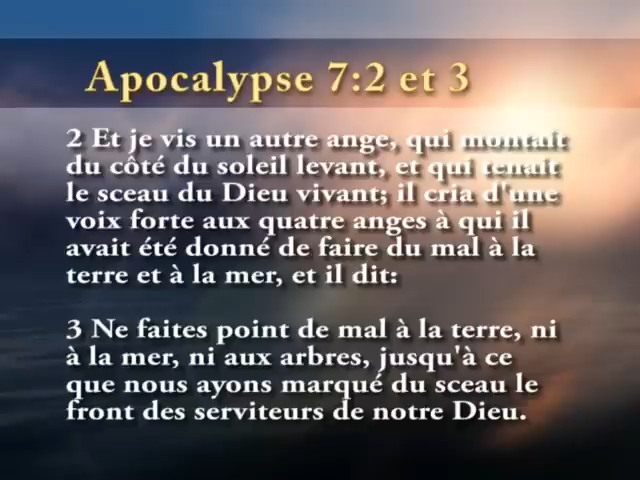 Apocalypse 7:2 et 3
2 Et je vis un autre ange, qui montait
du côté du soleil levant, et qui tenait
le sceau du Dieu vivant; il cria d'une
voix forte aux quatre anges à qui il
avait été donné de faire du mal à la
terre et à la mer, et il dit:
3 Ne faites point de mal à la terre, ni
à la mer, ni aux arbres, jusqu'à ce
que nous ayons marqué du sceau le
front des serviteurs de notre Dieu.